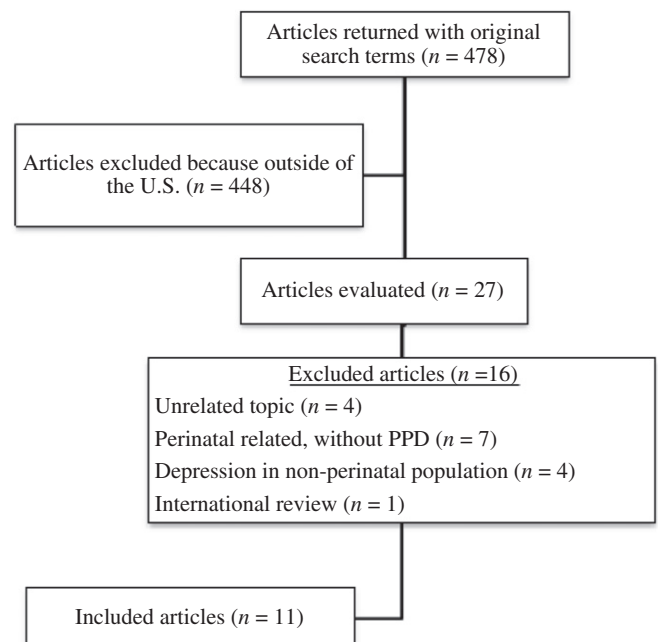 Articles returned with original
search terms (n = 478)
Articles excluded because outside of
the U.S. (n = 448)
Articles evaluated (n = 27)
Excluded articles (n =16)
Unrelated topic (n = 4)
Perinatal related, without PPD (n = 7)
Depression in non-perinatal population (n = 4)
International review (n = 1)
Included articles (n = 11)